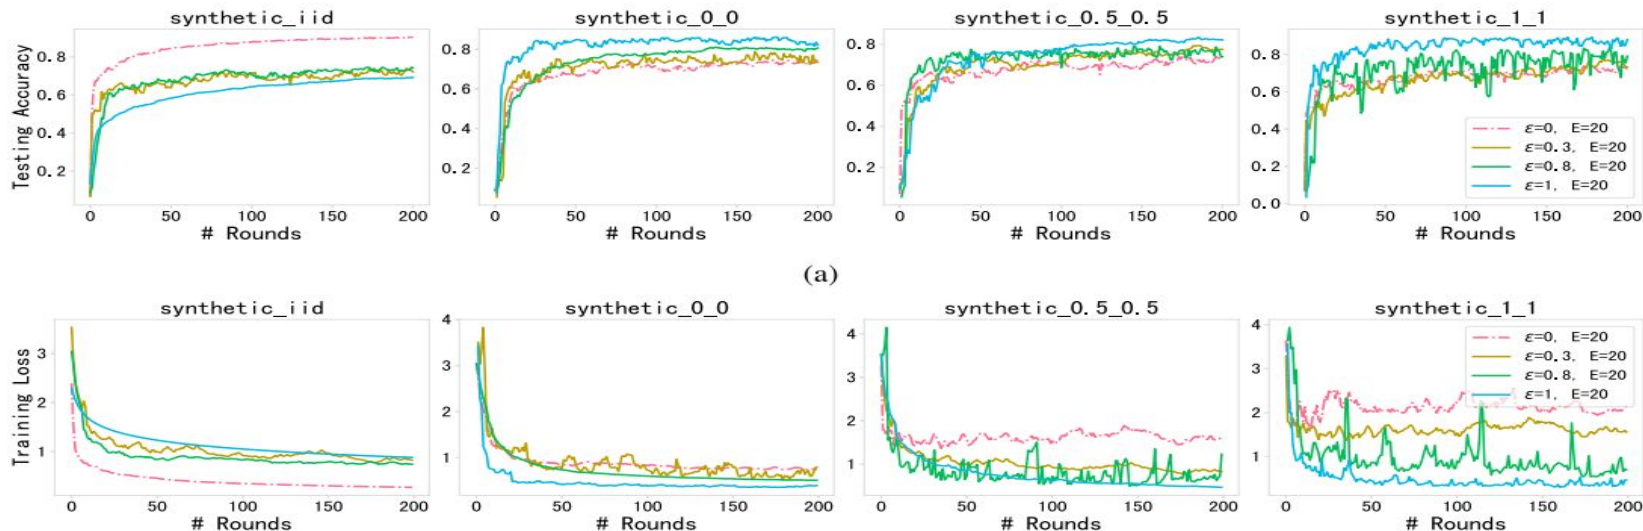 synthetic_iid synthetic_0_0 synthetic_0.5_0.5 synthetic_1_1
Testing Accuracy
0.8
0.6
0.4
0.2
0 50 100 150 200
# Rounds
0.8
0.6
0.4
0.2
0 50 100 150 200
# Rounds
0.8
0.6
0.4
0.2
0 50 100 150 200
# Rounds
0.8
0.6
0.4
0.2
0.0
0 50 100 150 200
# Rounds
ε=0, E=20
ε=0.3, E=20
ε=0.8, E=20
ε=1, E=20
(a)
synthetic_iid synthetic_0_0 synthetic_0.5_0.5 synthetic_1_1
Training Loss
3
2
1
0 50 100 150 200
# Rounds
4
3
2
1
0 50 100 150 200
# Rounds
4
3
2
1
0 50 100 150 200
# Rounds
4
3
2
1
0
0 50 100 150 200
# Rounds
ε=0, E=20
ε=0.3, E=20
ε=0.8, E=20
ε=1, E=20